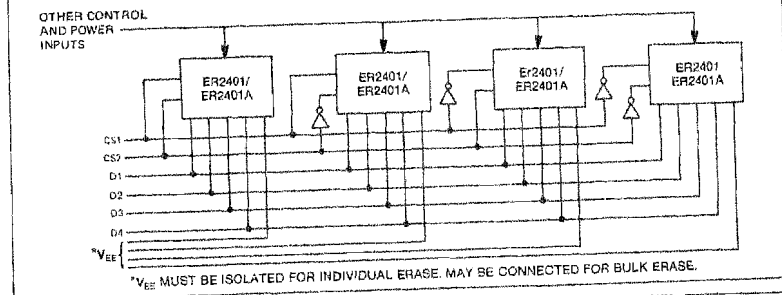 OTHER CONTROL
AND POWER
INPUTS
ER2401/
ER2401A
ER2401/
ER2401A
Er2401/
ER2401A
ER2401
ER2401A
CS1
CS2
D1
D2
D3
D4
*VEE
*VEE MUST BE ISOLATED FOR INDIVIDUAL ERASE. MAY BE CONNECTED FOR BULK ERASE.